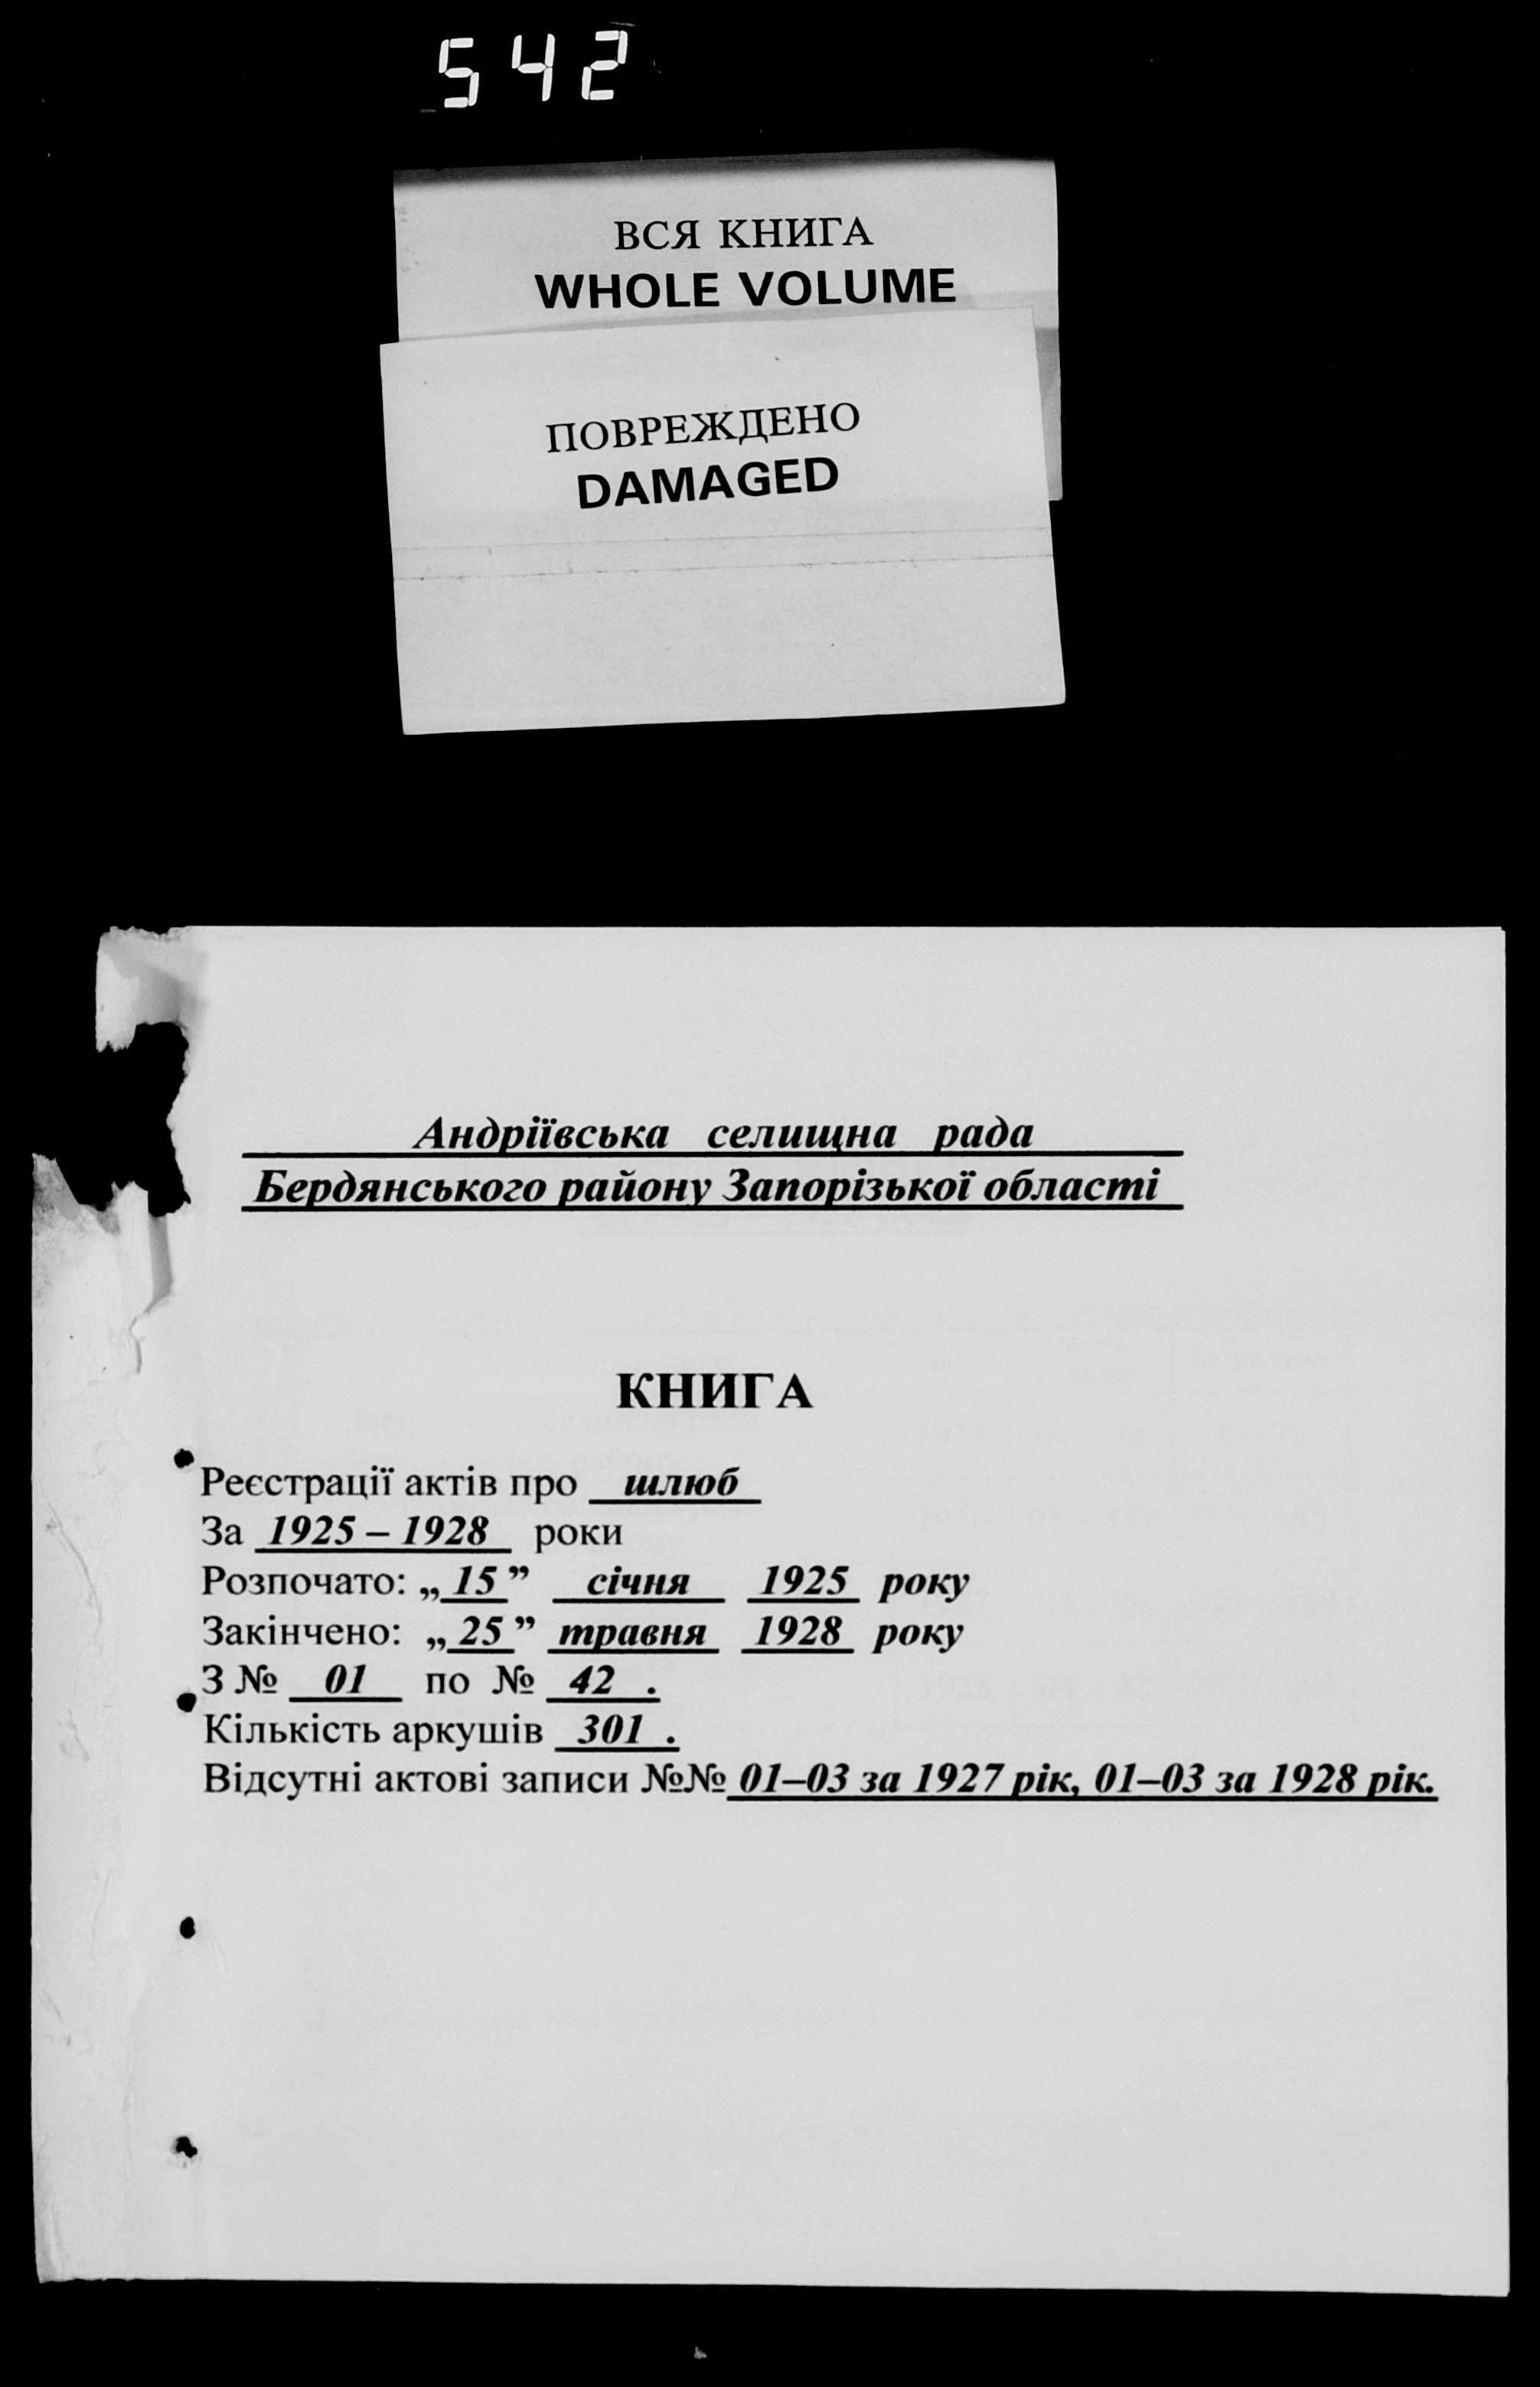 542
ВСЯ КНИГА
WHOLE VOLUME
ПОВРЕЖДЕНО
DAMAGED
Андріївська селищна рада
Бердянського району Запорізької області
КНИГА
Реєстрації актів про шлюб
За 1925 – 1928 роки
Розпочато: „ 15 ” січня 1925 року
Закінчено: „ 25 ” травня 1928 року
З № 01 по № 42 .
Кількість аркушів 301 .
Відсутні актові записи №№ 01–03 за 1927 рік, 01–03 за 1928 рік.